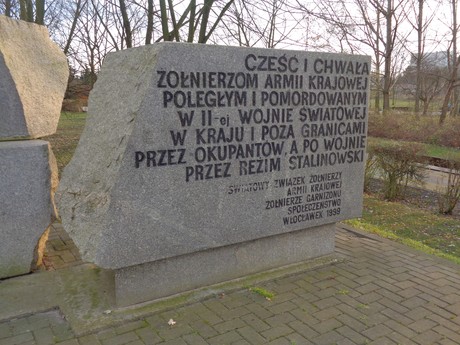 CZEŚĆ I CHWAŁA
ŻOŁNIERZOM ARMII KRAJOWEJ
POLEGŁYM I POMORDOWANYM
W II-ej WOJNIE ŚWIATOWEJ
W KRAJU I POZA GRANICAMI
PRZEZ OKUPANTÓW, A PO WOJNIE
PRZEZ REŻIM STALINOWSKI
ŚWIATOWY ZWIĄZEK ŻOŁNIERZY
ARMII KRAJOWEJ
ŻOŁNIERZE GARNIZONU
SPOŁECZEŃSTWO
WŁOCŁAWEK 1998